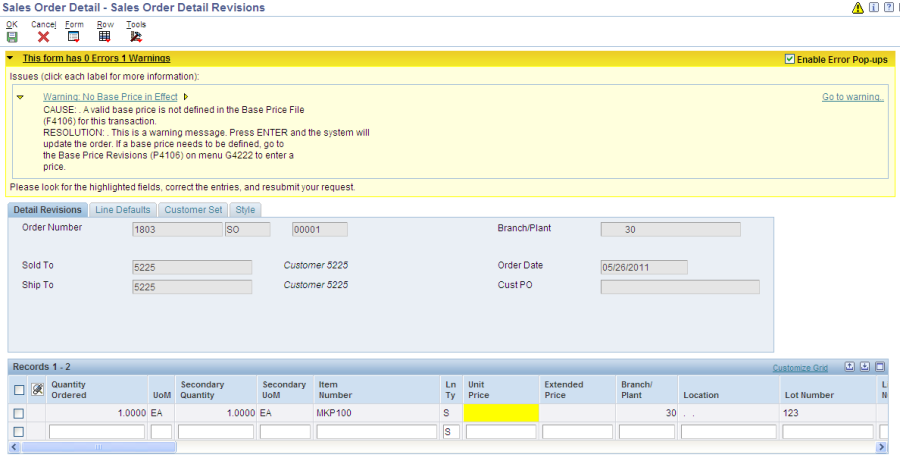 Sales Order Detail - Sales Order Detail Revisions
OK Cancel Form Row Tools
This form has 0 Errors 1 Warnings
Enable Error Pop-ups
Issues (click each label for more information):
Warning: No Base Price in Effect
Go to warning..
CAUSE: . A valid base price is not defined in the Base Price File
(F4106) for this transaction.
RESOLUTION: . This is a warning message. Press ENTER and the system will
update the order. If a base price needs to be defined, go to
the Base Price Revisions (P4106) on menu G4222 to enter a
price.
Please look for the highlighted fields, correct the entries, and resubmit your request.
Detail Revisions Line Defaults Customer Set Style
Order Number 1803 SO 00001 Branch/Plant 30
Sold To 5225 Customer 5225 Order Date 05/26/2011
Ship To 5225 Customer 5225 Cust PO
Records 1 - 2 Customize Grid
Quantity Ordered UoM Secondary Quantity Secondary UoM Item Number Ln Ty Unit Price Extended Price Branch/ Plant Location Lot Number
1.0000 EA 1.0000 EA MKP100 S 30 . . 123
S